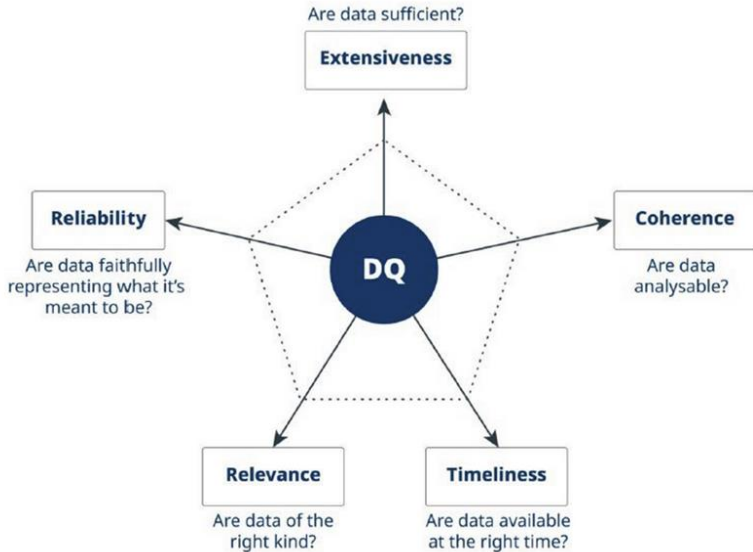 Are data sufficient?
Extensiveness
Reliability
Are data faithfully
representing what it's
meant to be?
DQ
Coherence
Are data
analysable?
Relevance
Are data of the
right kind?
Timeliness
Are data available
at the right time?